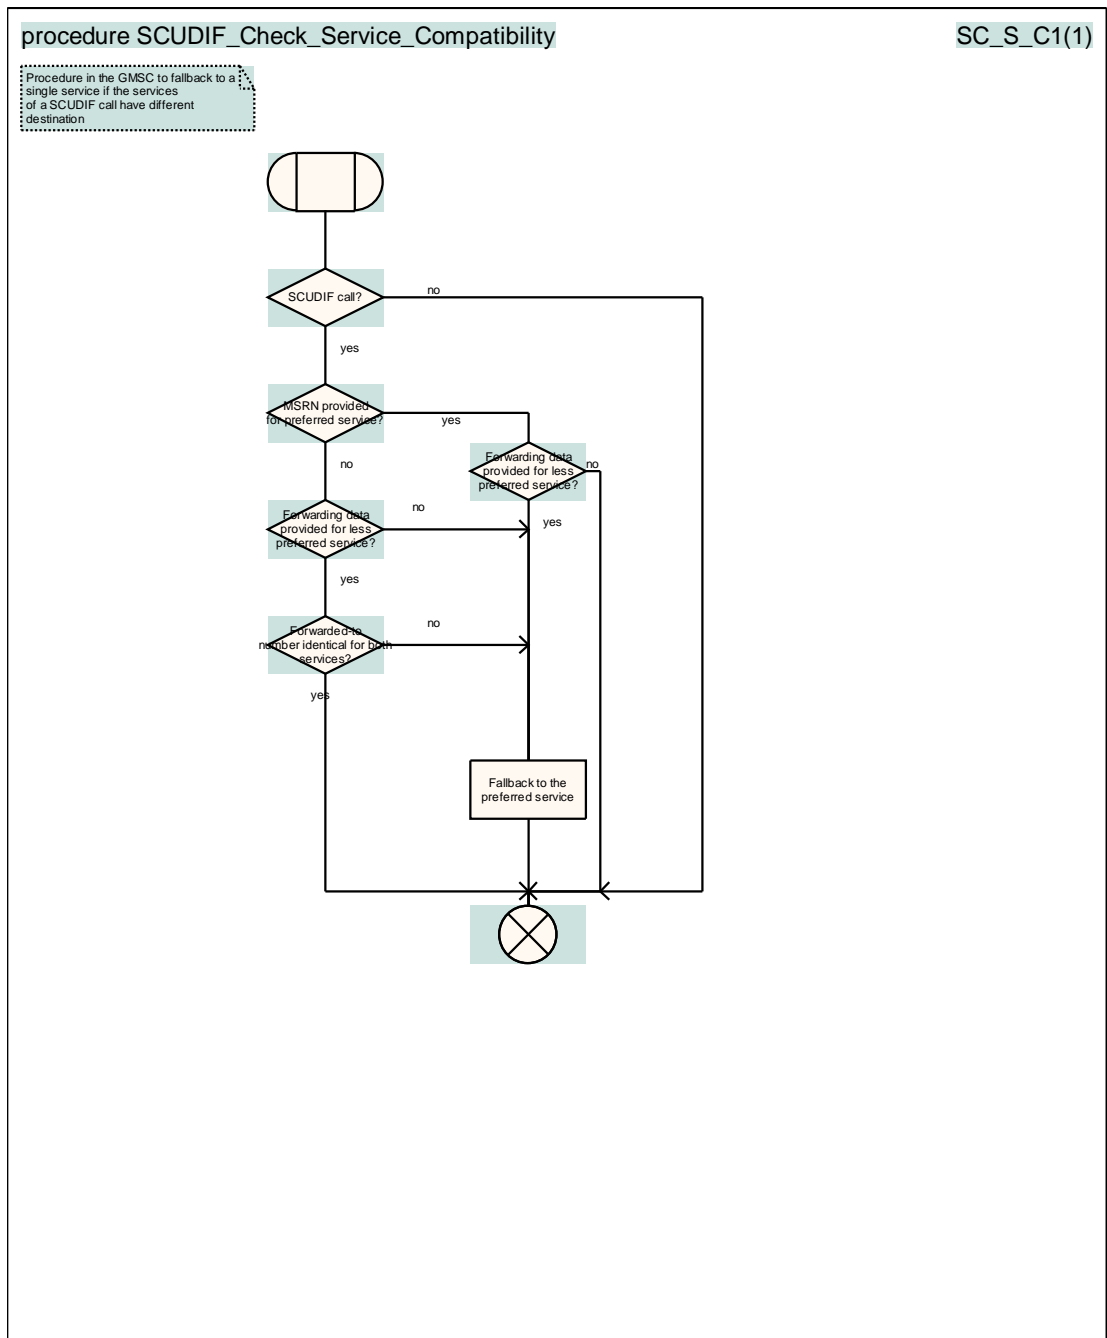 procedure SCUDIF_Check_Service_Compatibility
SC_S_C1(1)
Procedure in the GMSC to fallback to a
single service if the services
of a SCUDIF call have different
destination
SCUDIF call?
no
yes
MSRN provided
for preferred service?
yes
no
Forwarding data
provided for less
preferred service?
no
yes
Forwarding data
provided for less
preferred service?
no
yes
Forwarded-to
number identical for both
services?
no
yes
Fallback to the
preferred service